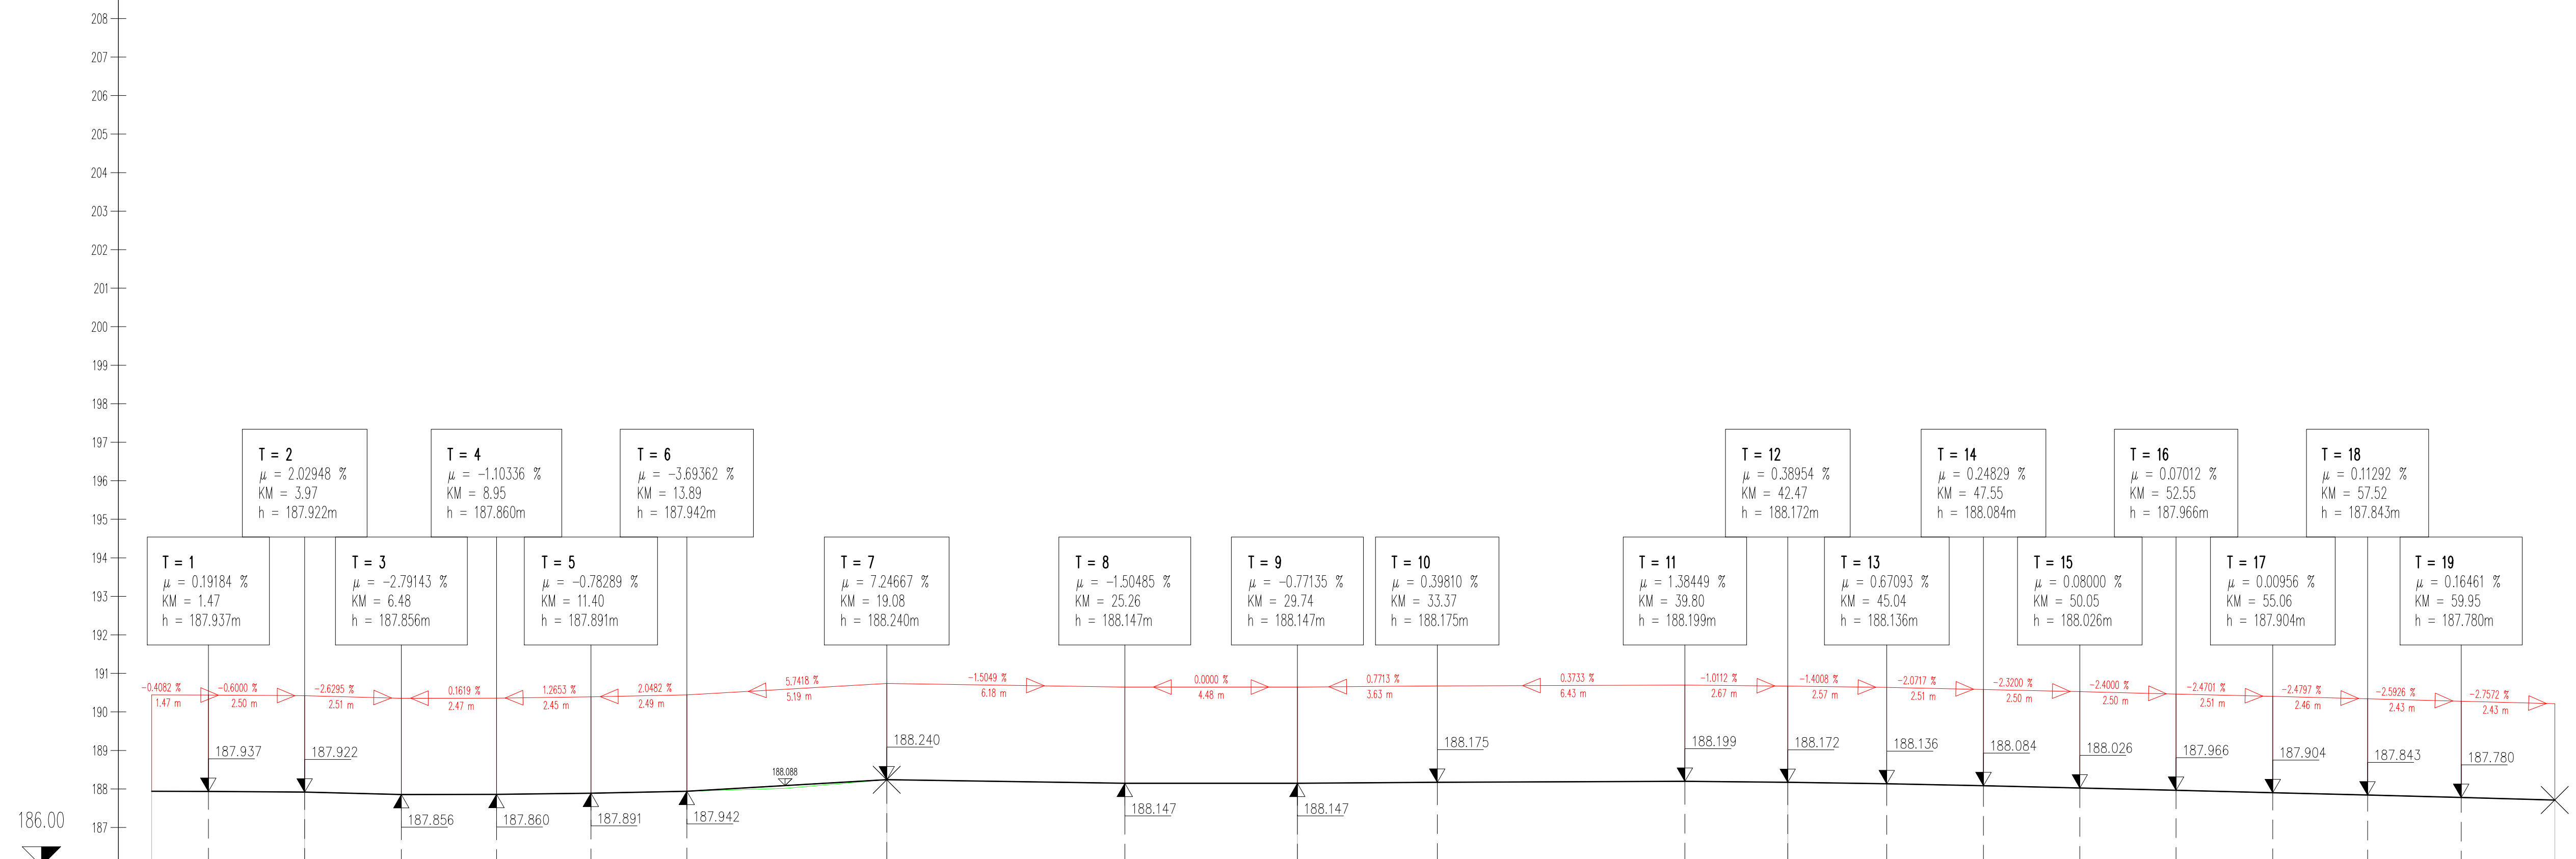 208
207
206
205
204
203
202
201
200
199
198
197
196
195
194
193
192
191
190
189
188
187
186.00
T = 2
μ = 2.02948 %
KM = 3.97
h = 187.922m
T = 4
μ = -1.10336 %
KM = 8.95
h = 187.860m
T = 6
μ = -3.69362 %
KM = 13.89
h = 187.942m
T = 12
μ = 0.38954 %
KM = 42.47
h = 188.172m
T = 14
μ = 0.24829 %
KM = 47.55
h = 188.084m
T = 16
μ = 0.07012 %
KM = 52.55
h = 187.966m
T = 18
μ = 0.11292 %
KM = 57.52
h = 187.843m
T = 1
μ = 0.19184 %
KM = 1.47
h = 187.937m
T = 3
μ = -2.79143 %
KM = 6.48
h = 187.856m
T = 5
μ = -0.78289 %
KM = 11.40
h = 187.891m
T = 7
μ = 7.24667 %
KM = 19.08
h = 188.240m
T = 8
μ = -1.50485 %
KM = 25.26
h = 188.147m
T = 9
μ = -0.77135 %
KM = 29.74
h = 188.147m
T = 10
μ = 0.39810 %
KM = 33.37
h = 188.175m
T = 11
μ = 1.38449 %
KM = 39.80
h = 188.199m
T = 13
μ = 0.67093 %
KM = 45.04
h = 188.136m
T = 15
μ = 0.08000 %
KM = 50.05
h = 188.026m
T = 17
μ = 0.00956 %
KM = 55.06
h = 187.904m
T = 19
μ = 0.16461 %
KM = 59.95
h = 187.780m
-0.4082 %
1.47 m
-0.6000 %
2.50 m
-2.6295 %
2.51 m
0.1619 %
2.47 m
1.2653 %
2.45 m
2.0482 %
2.49 m
5.7418 %
5.19 m
-1.5049 %
6.18 m
0.0000 %
4.48 m
0.7713 %
3.63 m
0.3733 %
6.43 m
-1.0112 %
2.67 m
-1.4008 %
2.57 m
-2.0717 %
2.51 m
-2.3200 %
2.50 m
-2.4000 %
2.50 m
-2.4701 %
2.51 m
-2.4797 %
2.46 m
-2.5926 %
2.43 m
-2.7572 %
2.43 m
187.937
187.922
187.856
187.860
187.891
187.942
188.088
188.240
188.147
188.147
188.175
188.199
188.172
188.136
188.084
188.026
187.966
187.904
187.843
187.780